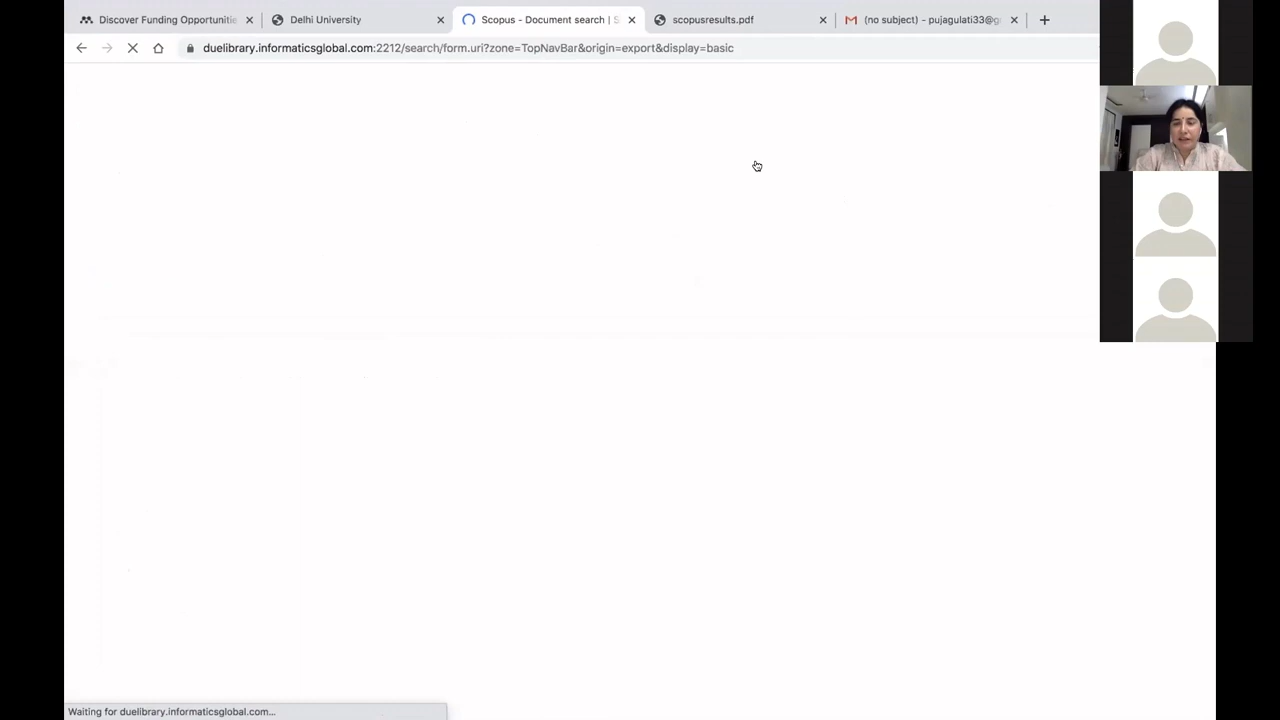 Discover Funding Opportunitie
Delhi University
Scopus - Document search | S
scopusresults.pdf
(no subject) - pujagulati33@g
duelibrary.informaticsglobal.com:2212/search/form.uri?zone=TopNavBar&origin=export&display=basic
Waiting for duelibrary.informaticsglobal.com...